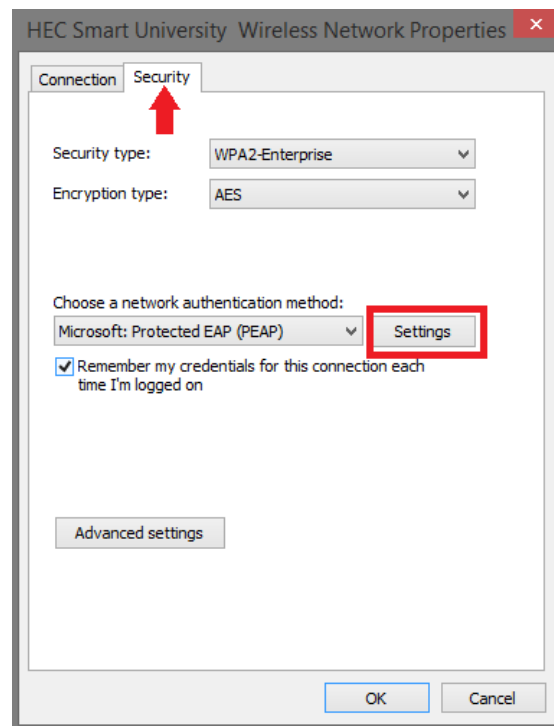 HEC Smart University Wireless Network Properties
Connection Security
Security type: WPA2-Enterprise
Encryption type: AES
Choose a network authentication method:
Microsoft: Protected EAP (PEAP) Settings
Remember my credentials for this connection each
time I'm logged on
Advanced settings
OK Cancel